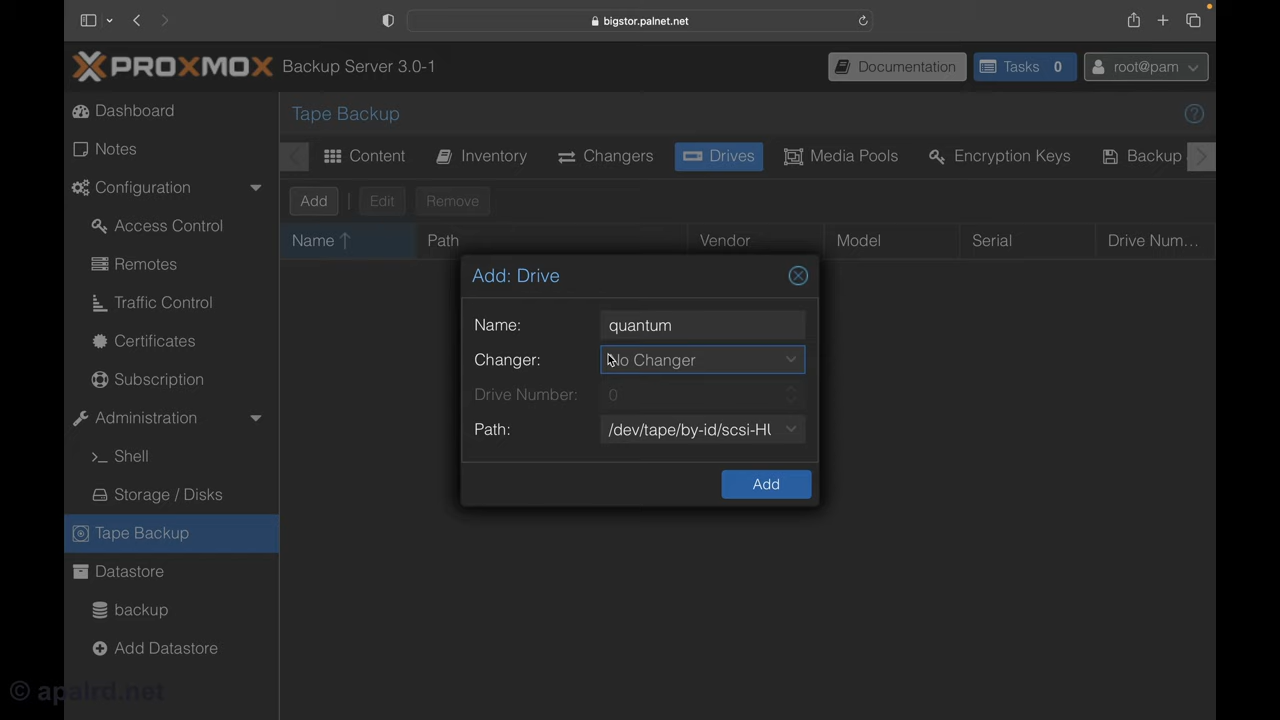 bigstor.palnet.net
PROXMOX Backup Server 3.0-1
Documentation
Tasks 0
root@pam
Dashboard
Notes
Configuration
Access Control
Remotes
Traffic Control
Certificates
Subscription
Administration
Shell
Storage / Disks
Tape Backup
Datastore
backup
Add Datastore
Tape Backup
Content Inventory Changers Drives Media Pools Encryption Keys Backup
Add Edit Remove
Name Path Vendor Model Serial Drive Num...
Add: Drive
Name: quantum
Changer: No Changer
Drive Number: 0
Path: /dev/tape/by-id/scsi-HU
Add
© apalrd.net